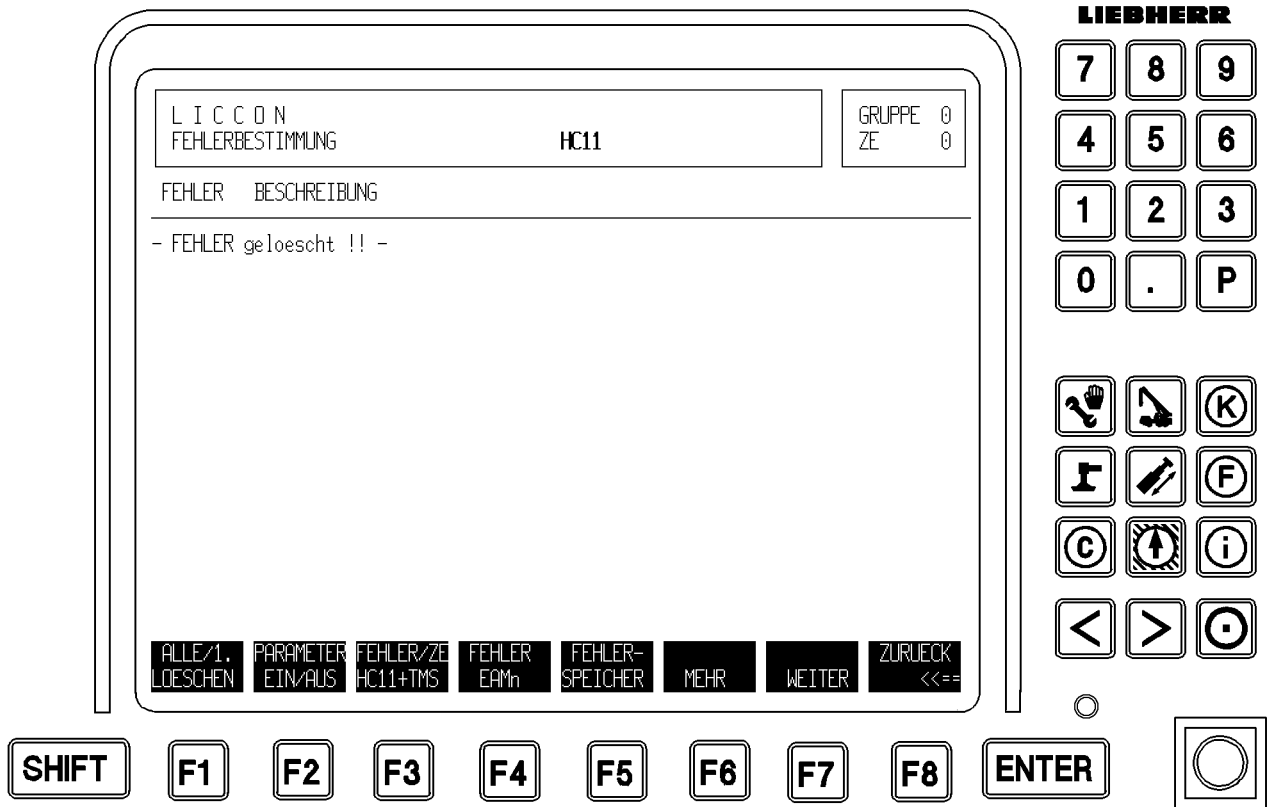 LIEBHERR
L I C C O N
FEHLERBESTIMMUNG HC11
GRUPPE 0
ZE 0
FEHLER BESCHREIBUNG
- FEHLER geloescht !! -
ALLE/1. LOESCHEN
PARAMETER EIN/AUS
FEHLER/ZE HC11+TMS
FEHLER EAMn
FEHLER- SPEICHER
MEHR
WEITER
ZURUECK <<==
7 8 9
4 5 6
1 2 3
0 . P
K
F
C i
< >
SHIFT F1 F2 F3 F4 F5 F6 F7 F8 ENTER